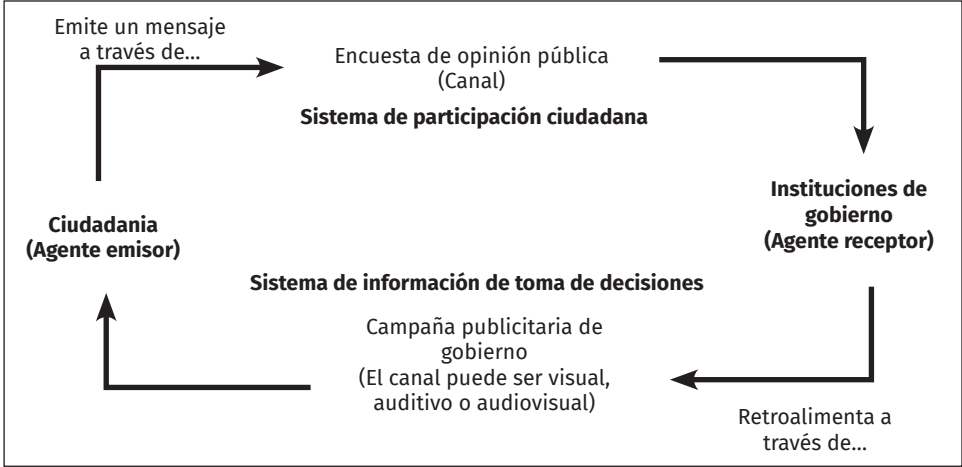 Emite un mensaje
a través de...
Encuesta de opinión pública
(Canal)
Sistema de participación ciudadana
Instituciones de
gobierno
(Agente receptor)
Ciudadania
(Agente emisor)
Sistema de información de toma de decisiones
Campaña publicitaria de
gobierno
(El canal puede ser visual,
auditivo o audiovisual)
Retroalimenta a
través de...